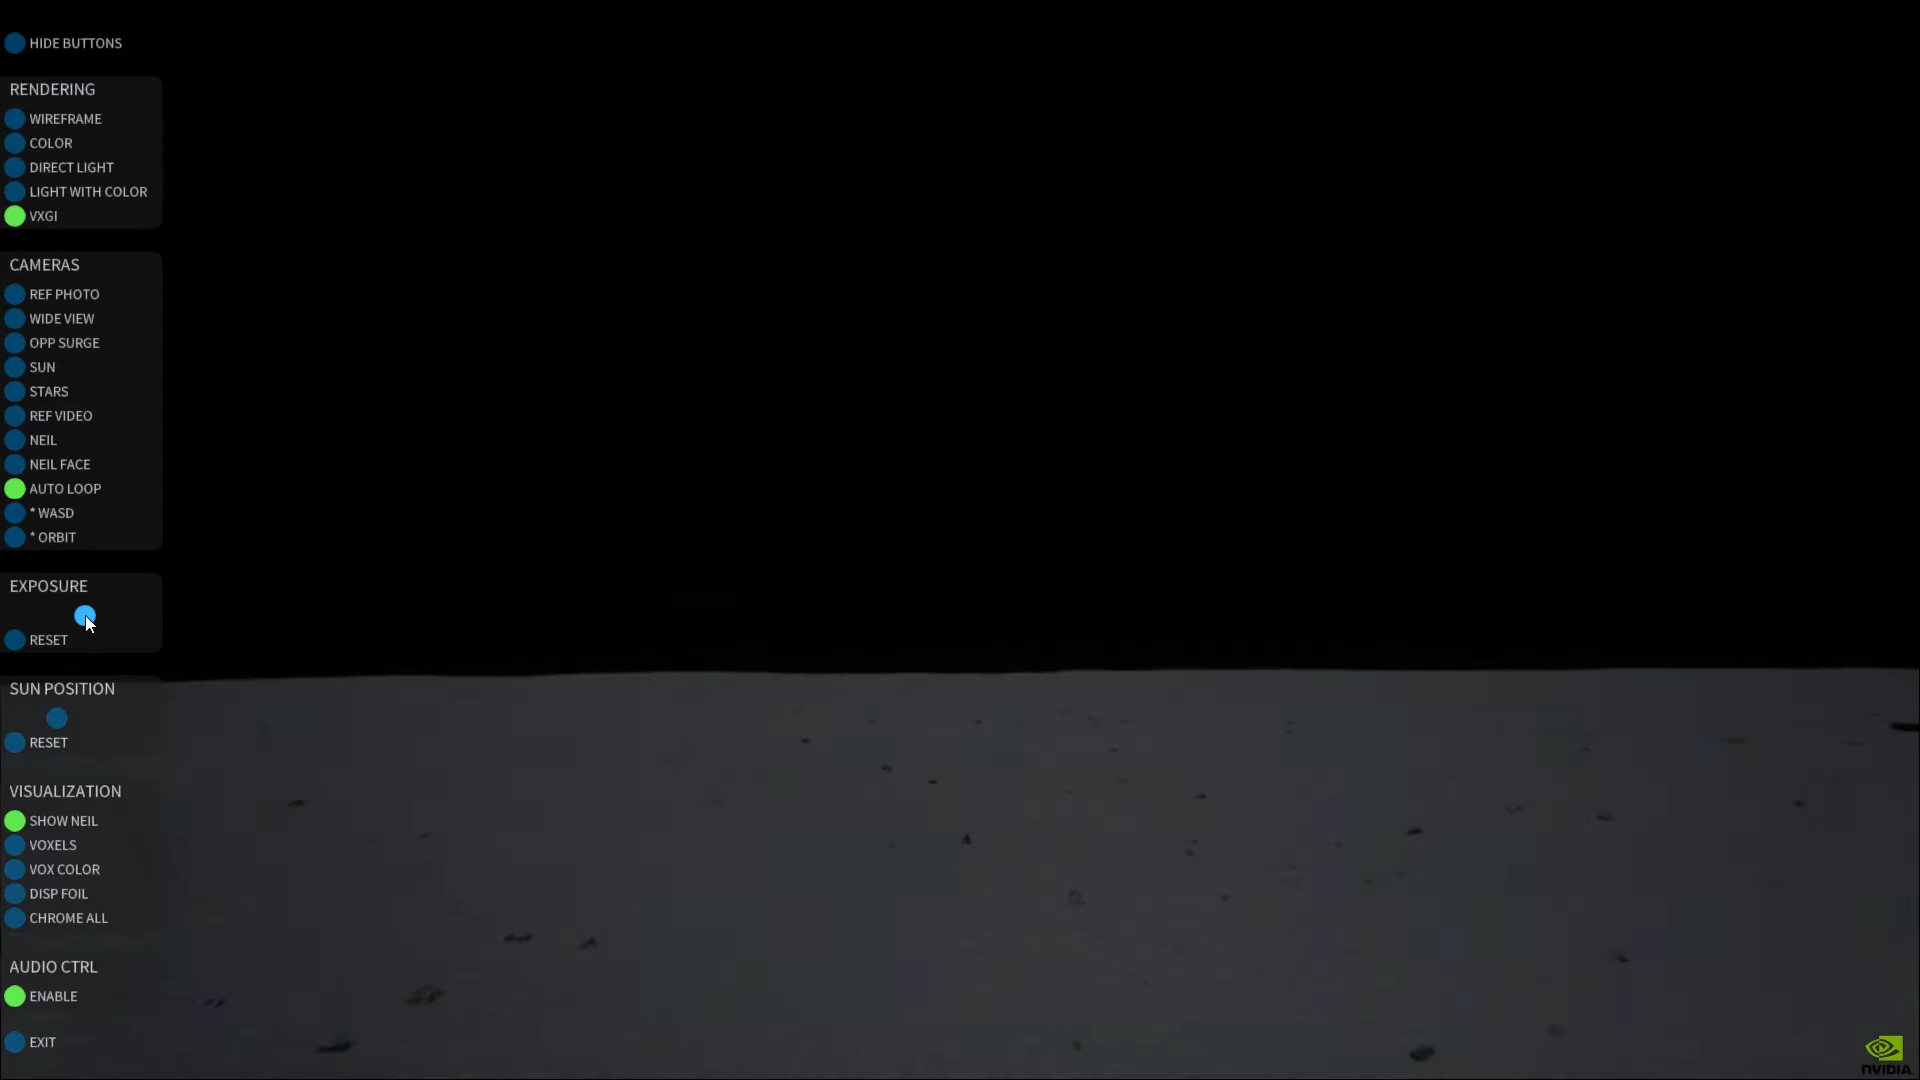 HIDE BUTTONS
RENDERING
WIREFRAME
COLOR
DIRECT LIGHT
LIGHT WITH COLOR
VXGI
CAMERAS
REF PHOTO
WIDE VIEW
OPP SURGE
SUN
STARS
REF VIDEO
NEIL
NEIL FACE
AUTO LOOP
* WASD
* ORBIT
EXPOSURE
RESET
SUN POSITION
RESET
VISUALIZATION
SHOW NEIL
VOXELS
VOX COLOR
DISP FOIL
CHROME ALL
AUDIO CTRL
ENABLE
EXIT
NVIDIA